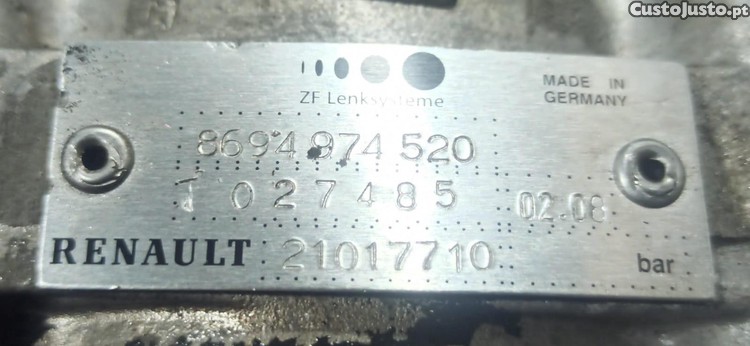 CustoJusto.pt
ZF Lenksysteme
MADE IN
GERMANY
8694 974 520
T 027485 02.08
RENAULT 21017710 bar